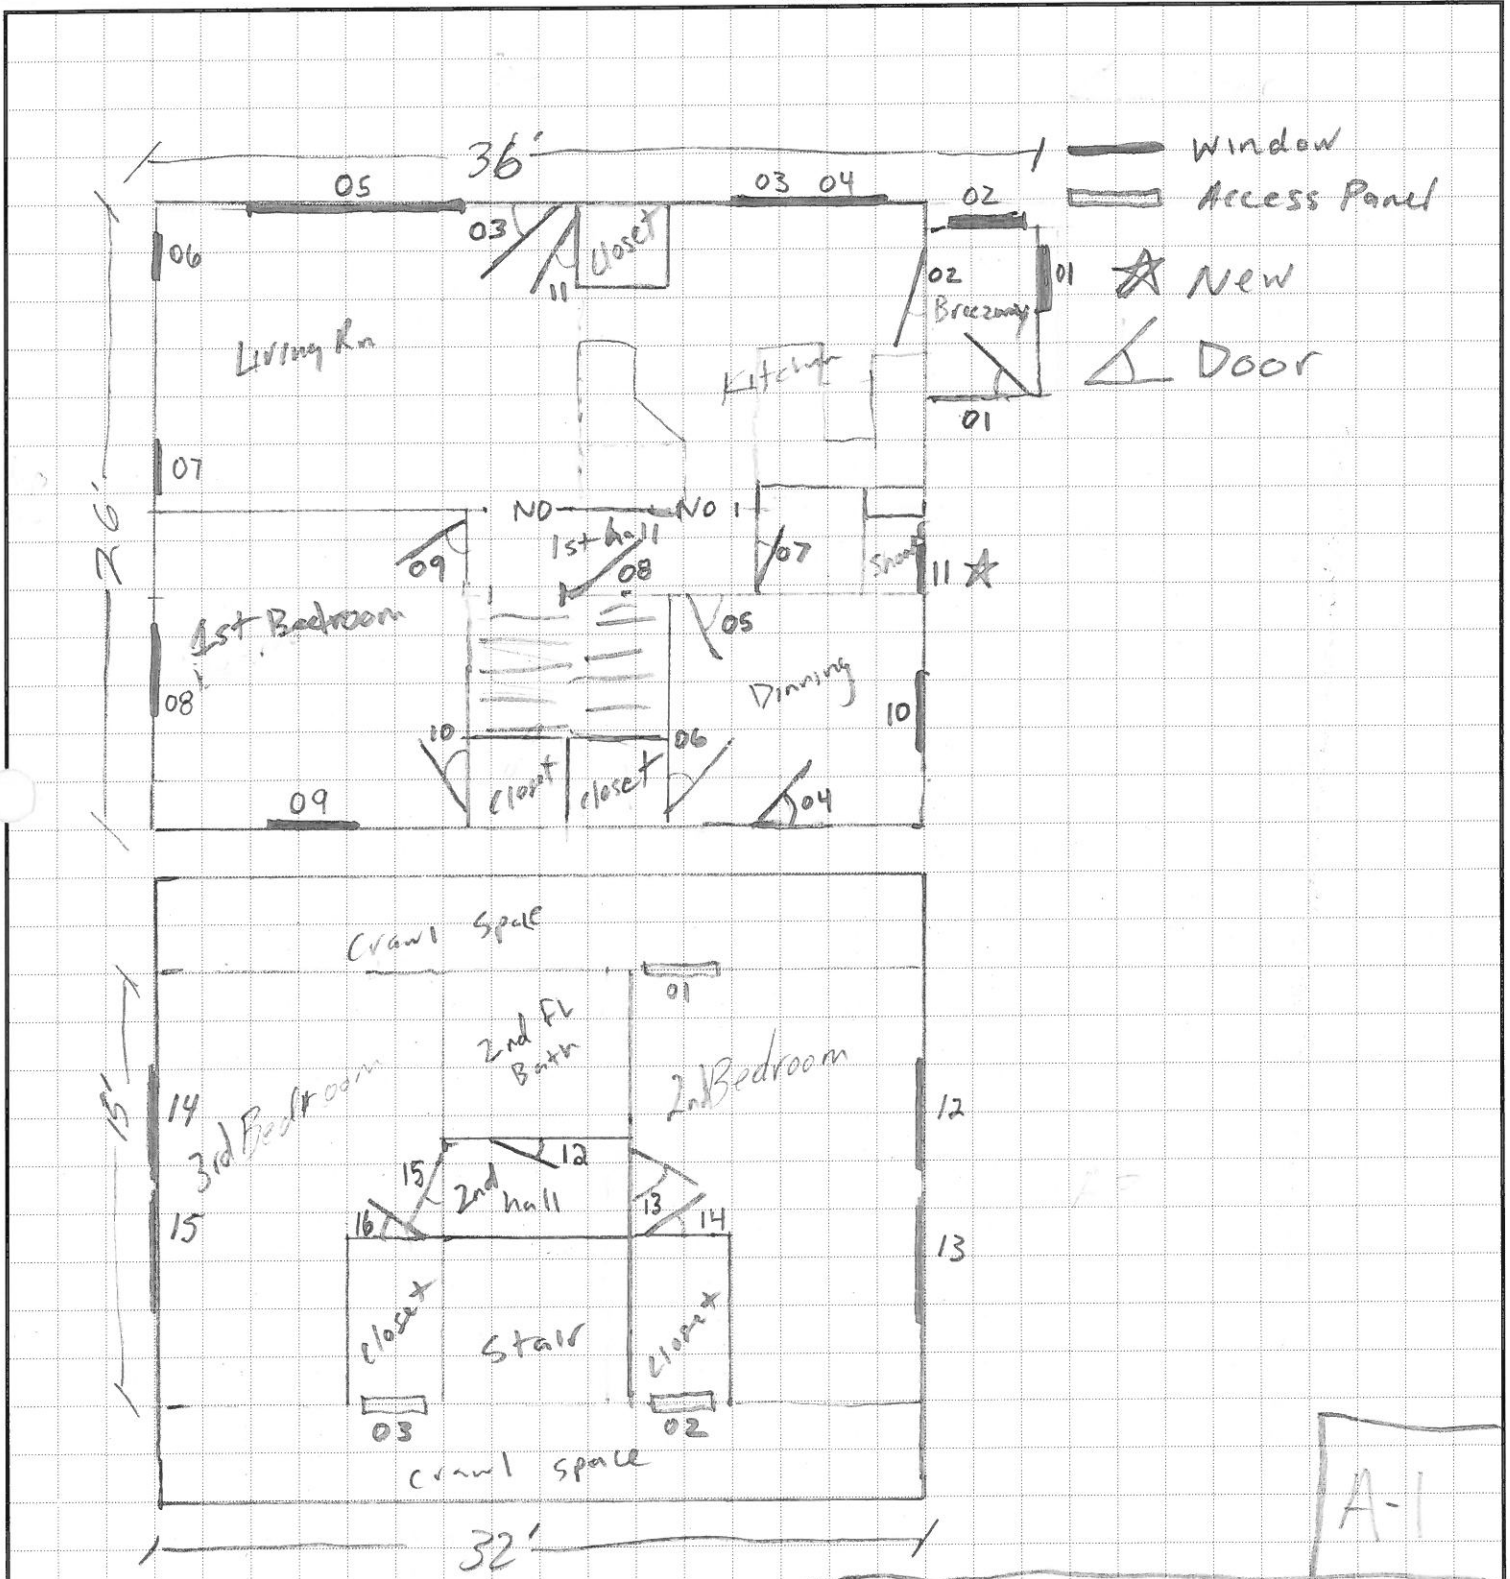 36'
Window
Access Panel
New
Door
05
03 04
02
06
03
closet
11
02
01
Breezway
Living Rn
Kitchen
01
07
26'
NO
NO
1st hall
09
08
07
11
1st Bedroom
05
08
Dinning
10
10
06
closet
closet
04
09
Crawl Space
01
2nd FL
Bath
3rd Bedroom
2nd Bedroom
15'
14
12
15
12
2nd
hall
16
13
14
15
13
closet
Stair
closet
03
02
Crawl Space
32'
A-1